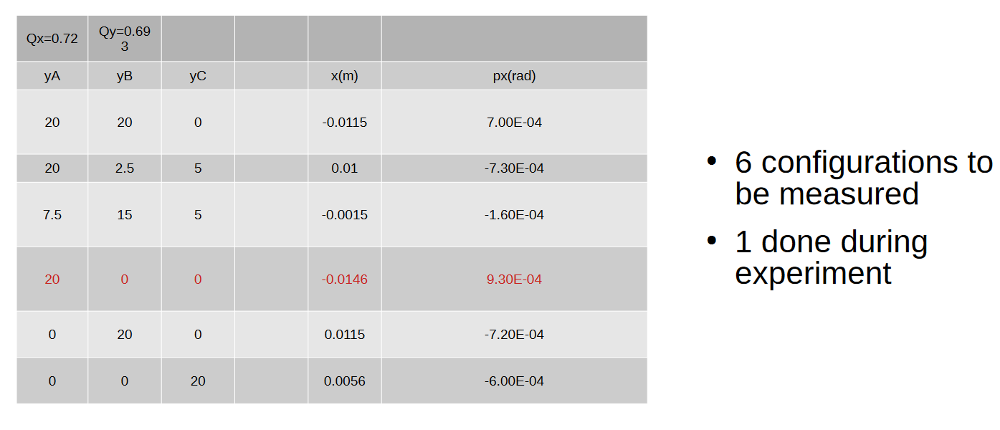 Qx=0.72 Qy=0.69
3
yA yB yC x(m) px(rad)
20 20 0 -0.0115 7.00E-04
20 2.5 5 0.01 -7.30E-04
7.5 15 5 -0.0015 -1.60E-04
20 0 0 -0.0146 9.30E-04
0 20 0 0.0115 -7.20E-04
0 0 20 0.0056 -6.00E-04
• 6 configurations to
be measured
• 1 done during
experiment